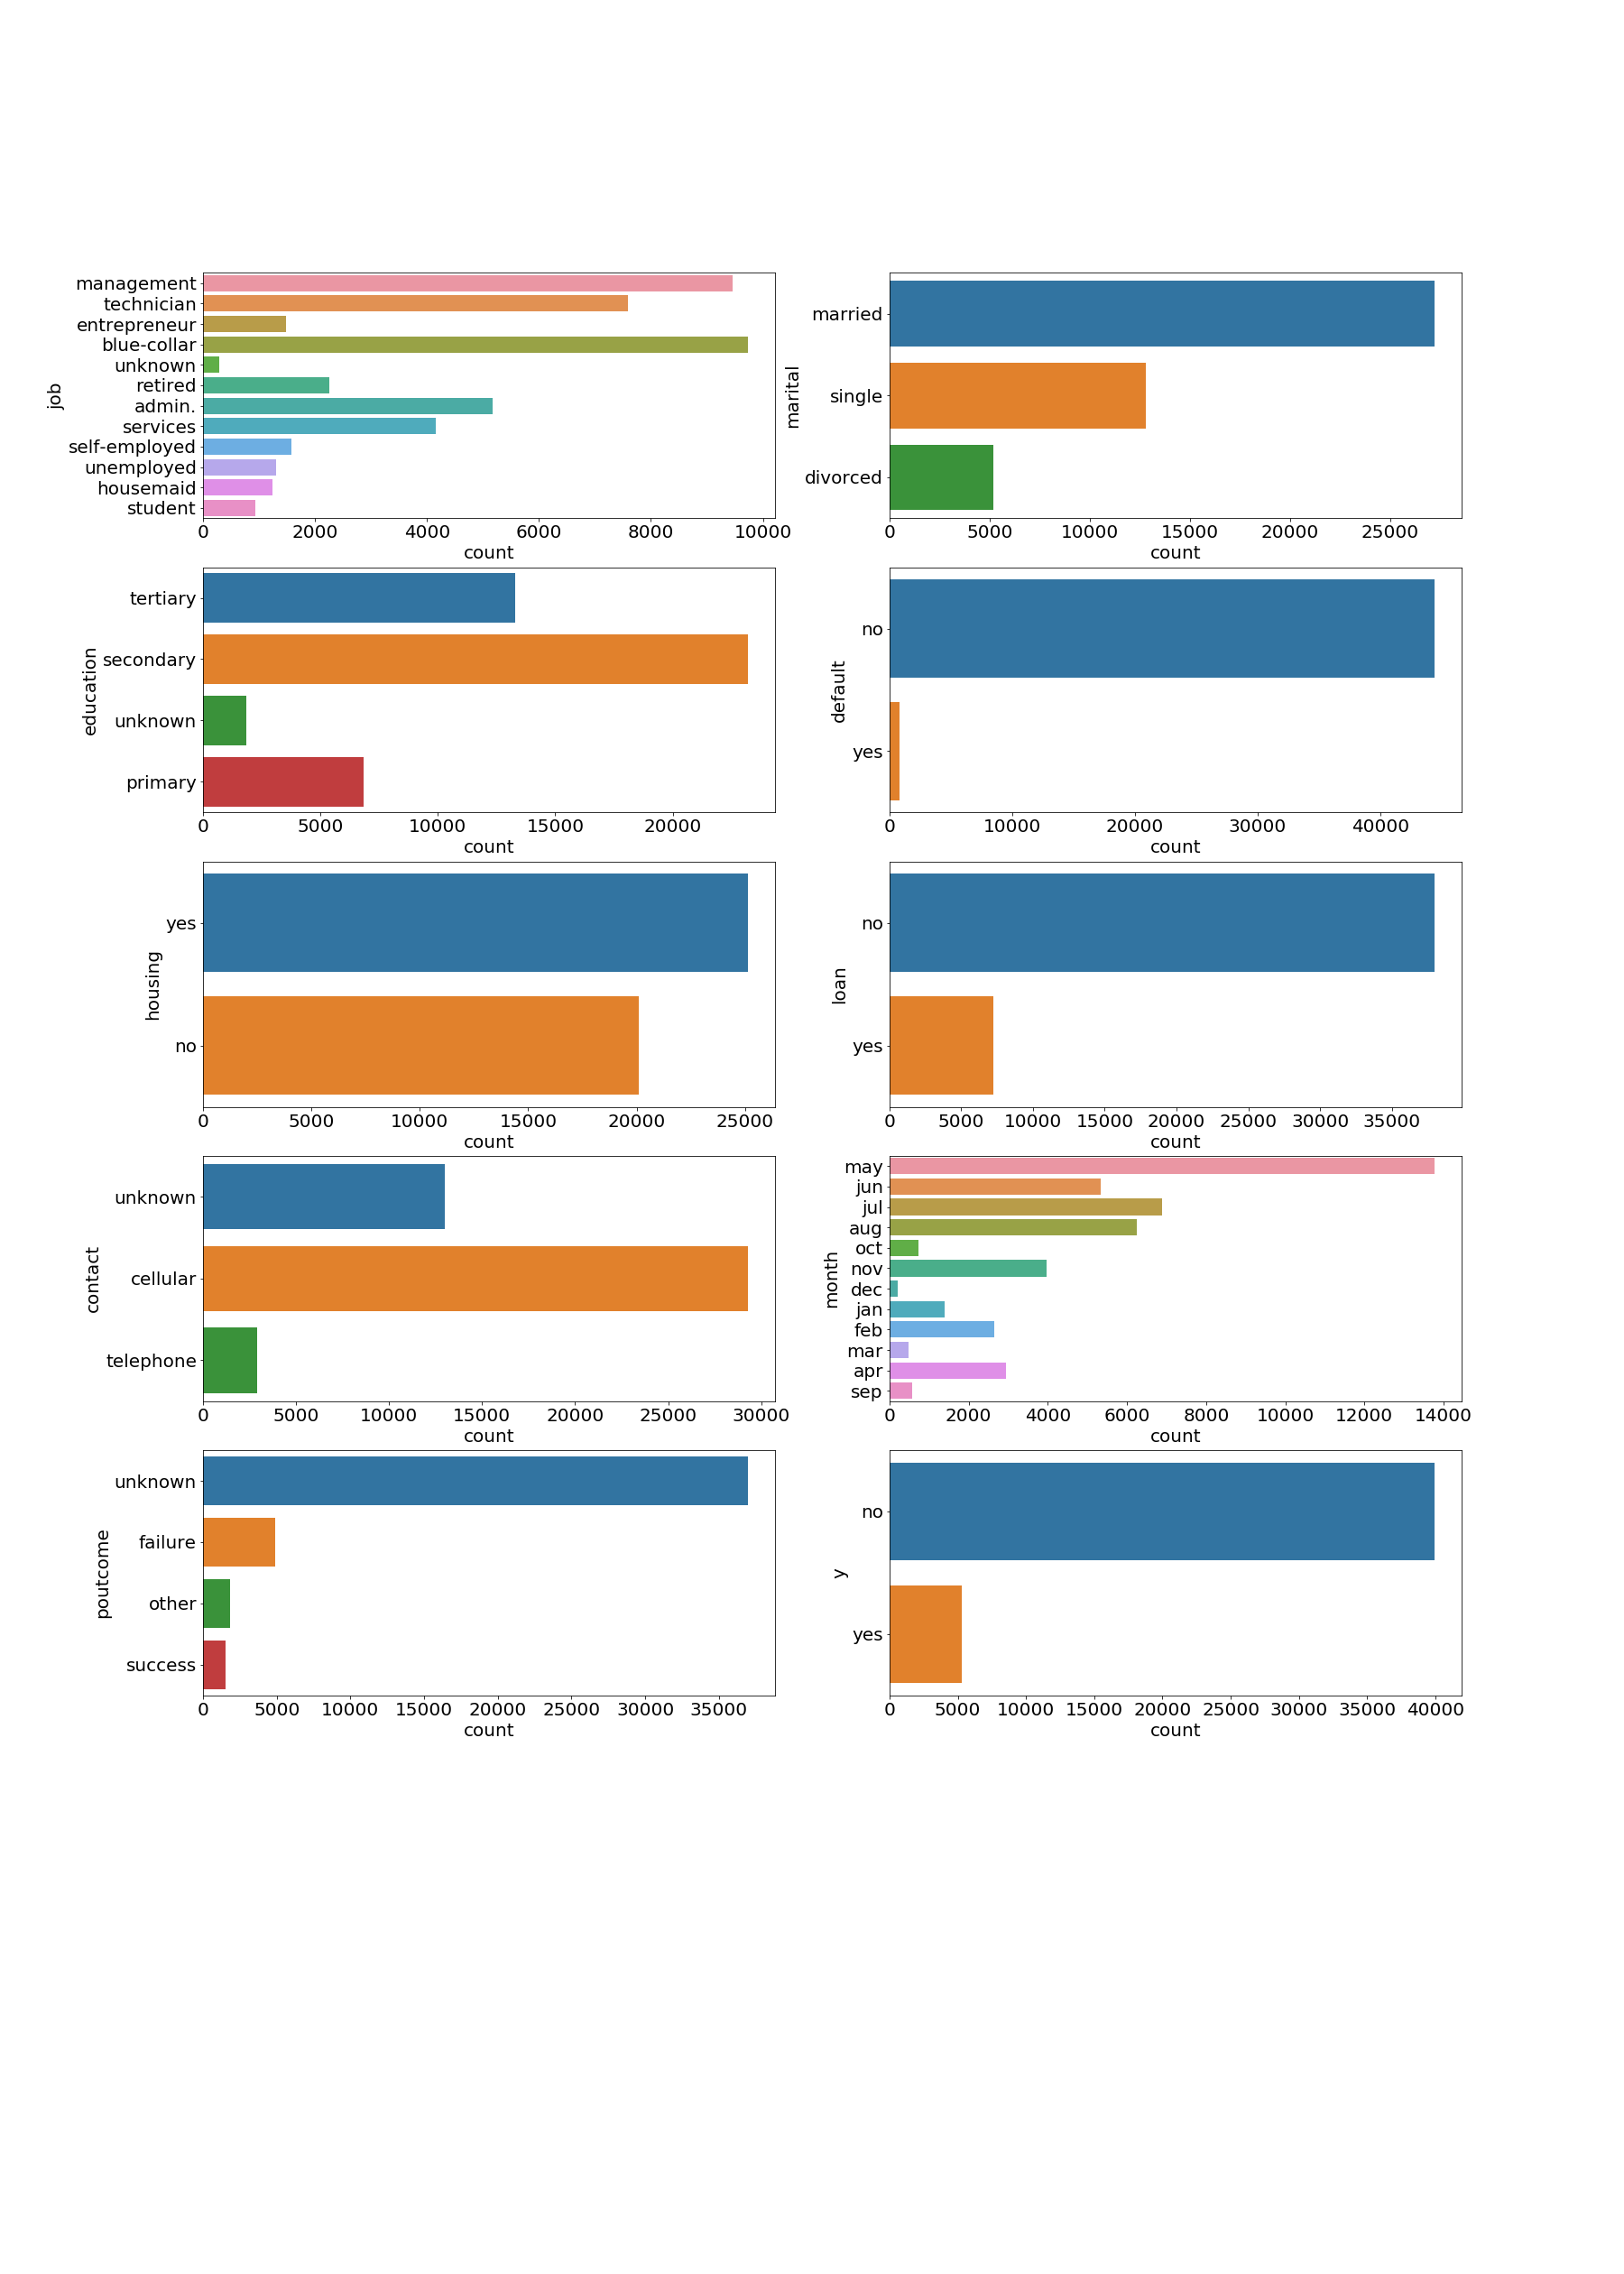 management
technician
entrepreneur
blue-collar
unknown
retired
admin.
services
self-employed
unemployed
housemaid
student
job
0 2000 4000 6000 8000 10000
count
married
single
divorced
marital
0 5000 10000 15000 20000 25000
count
tertiary
secondary
unknown
primary
education
0 5000 10000 15000 20000
count
no
yes
default
0 10000 20000 30000 40000
count
yes
no
housing
0 5000 10000 15000 20000 25000
count
no
yes
loan
0 5000 10000 15000 20000 25000 30000 35000
count
unknown
cellular
telephone
contact
0 5000 10000 15000 20000 25000 30000
count
may
jun
jul
aug
oct
nov
dec
jan
feb
mar
apr
sep
month
0 2000 4000 6000 8000 10000 12000 14000
count
unknown
failure
other
success
poutcome
0 5000 10000 15000 20000 25000 30000 35000
count
no
yes
y
0 5000 10000 15000 20000 25000 30000 35000 40000
count